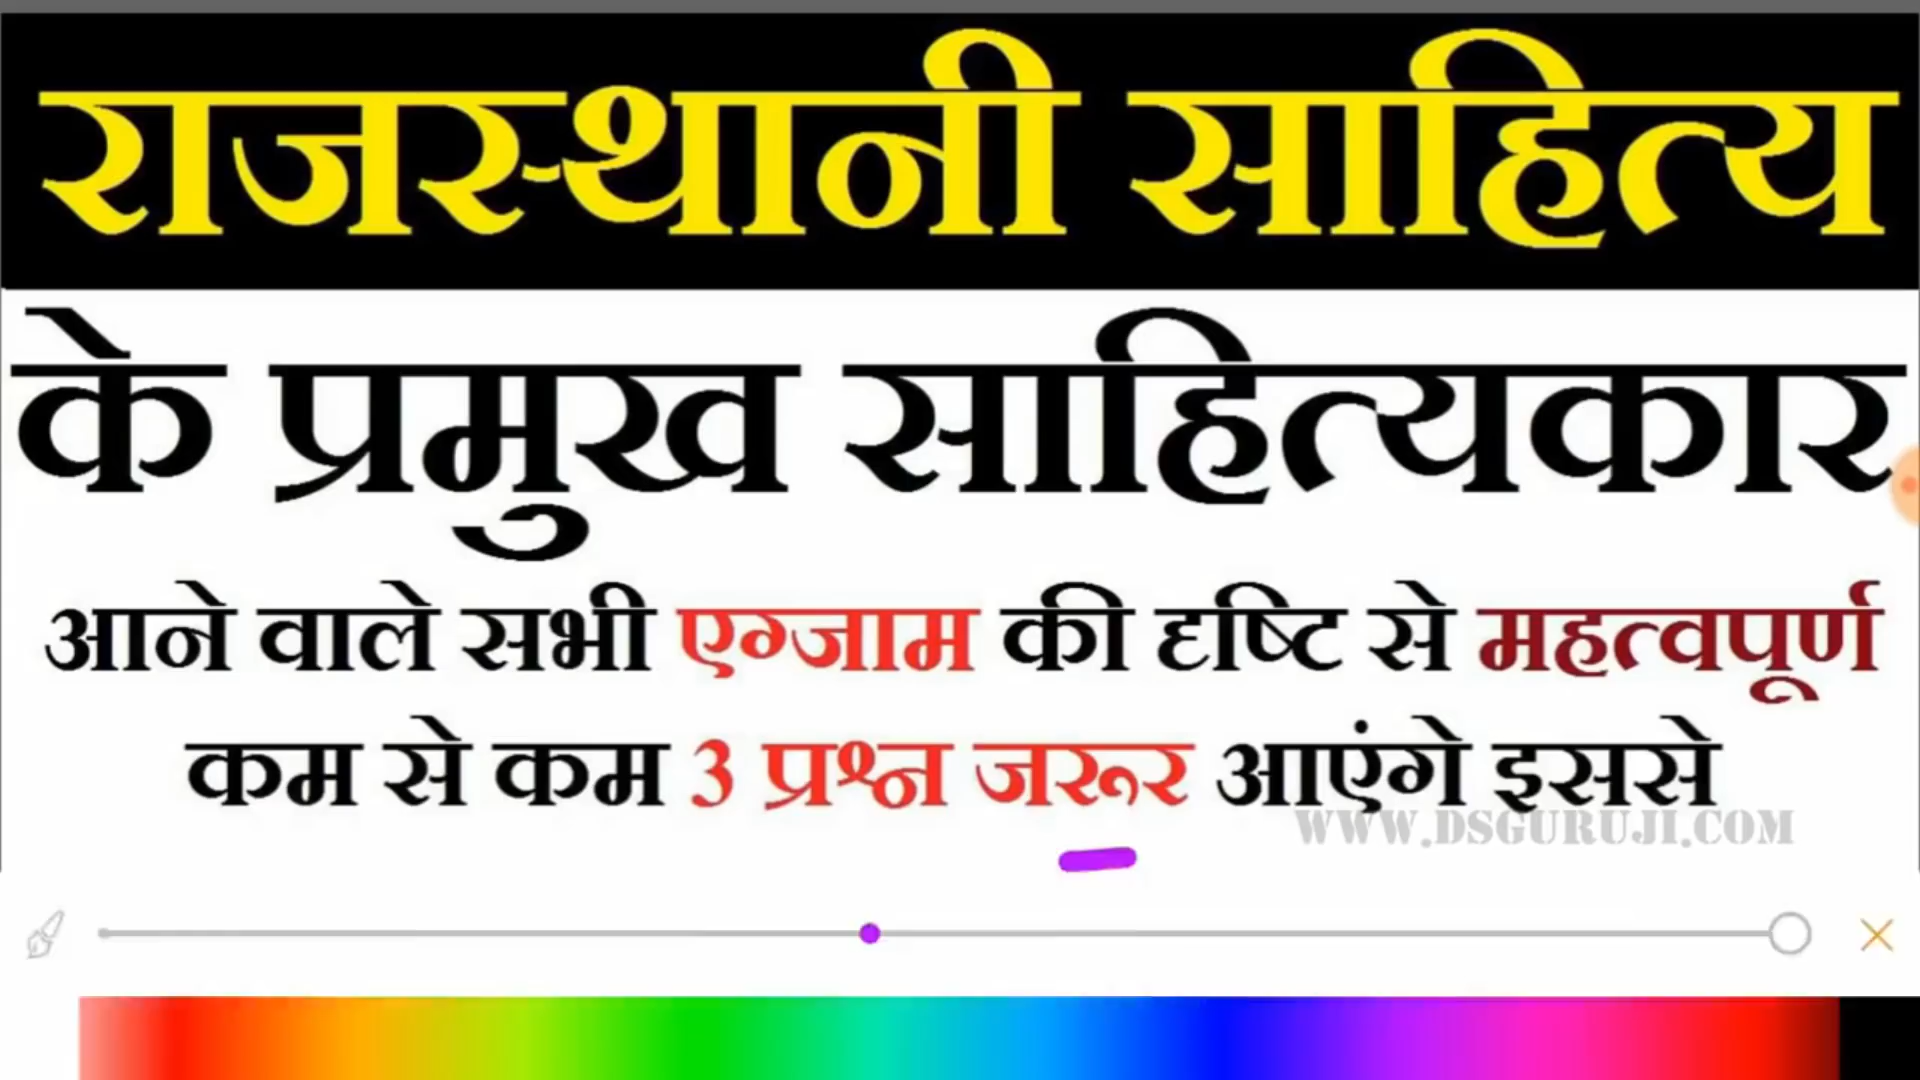 राजस्थानी साहित्य
के प्रमुख साहित्यकार
आने वाले सभी एग्जाम की दृष्टि से महत्वपूर्ण
कम से कम 3 प्रश्न जरूर आएंगे इससे
WWW.DSGURUJI.COM